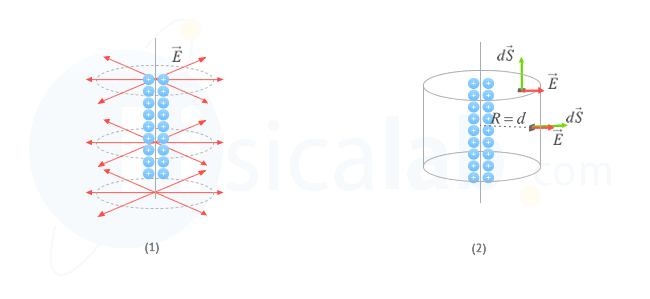 E⃗
dS⃗
E⃗
R = d
dS⃗
E⃗
(1)
(2)
sicalab.com